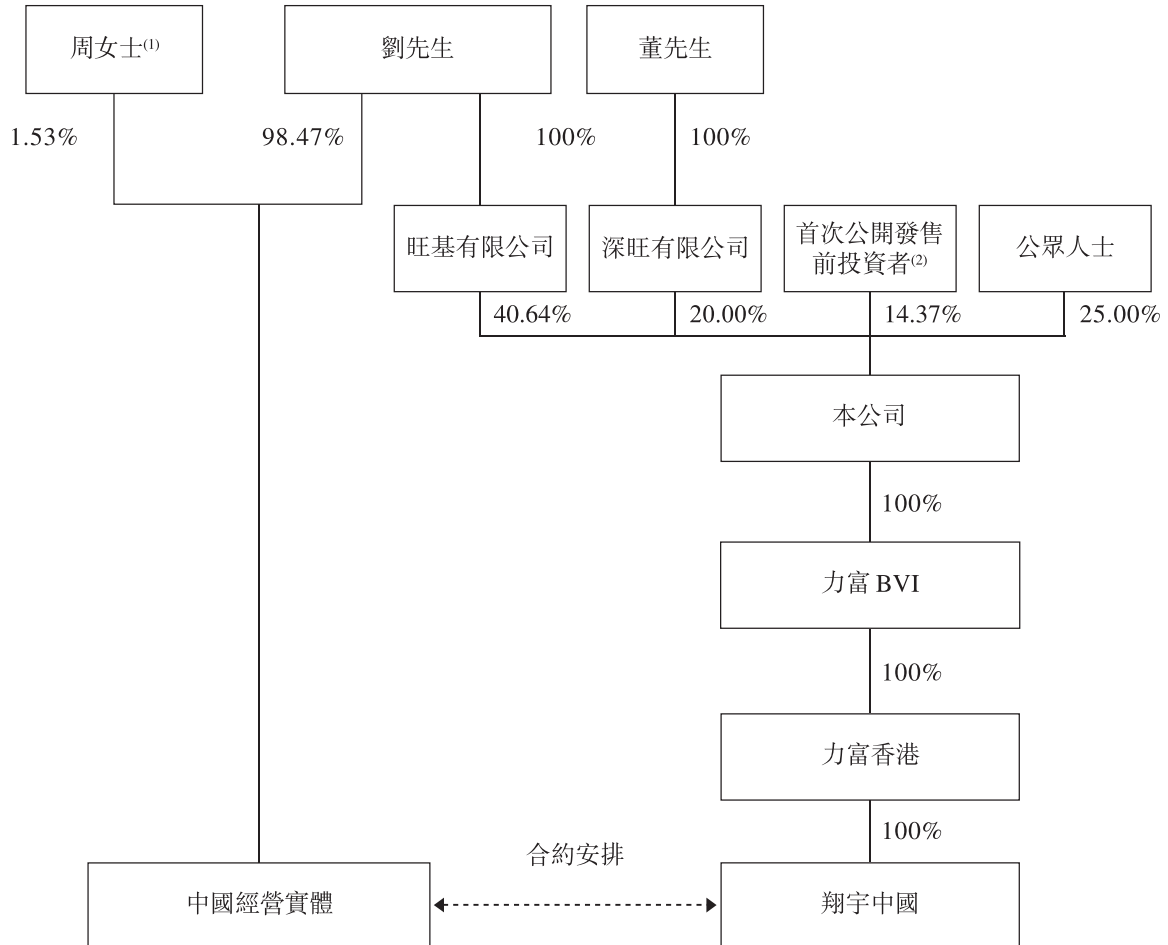 周女士(1)
劉先生
董先生
1.53%
98.47%
100%
100%
旺基有限公司
深旺有限公司
首次公開發售
前投資者(2)
公眾人士
40.64%
20.00%
14.37%
25.00%
本公司
100%
力富 BVI
100%
力富香港
100%
合約安排
中國經營實體
翔宇中國